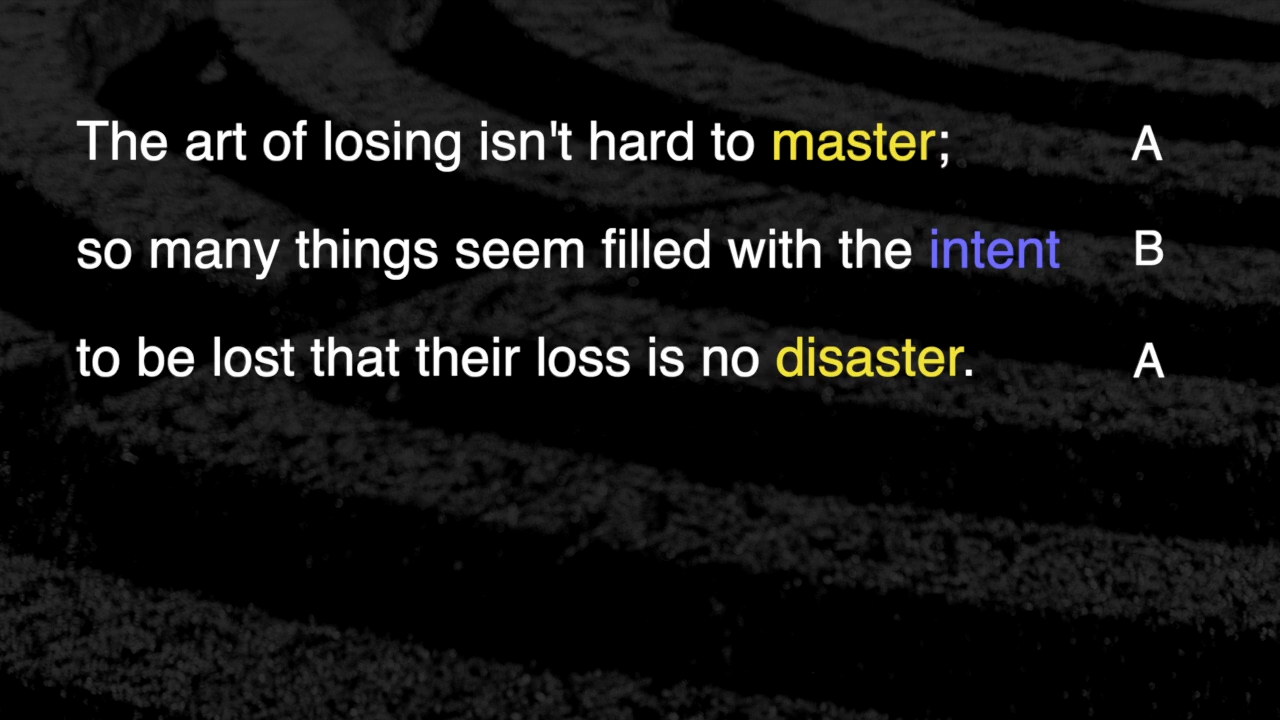 The art of losing isn't hard to master; A
so many things seem filled with the intent B
to be lost that their loss is no disaster. A